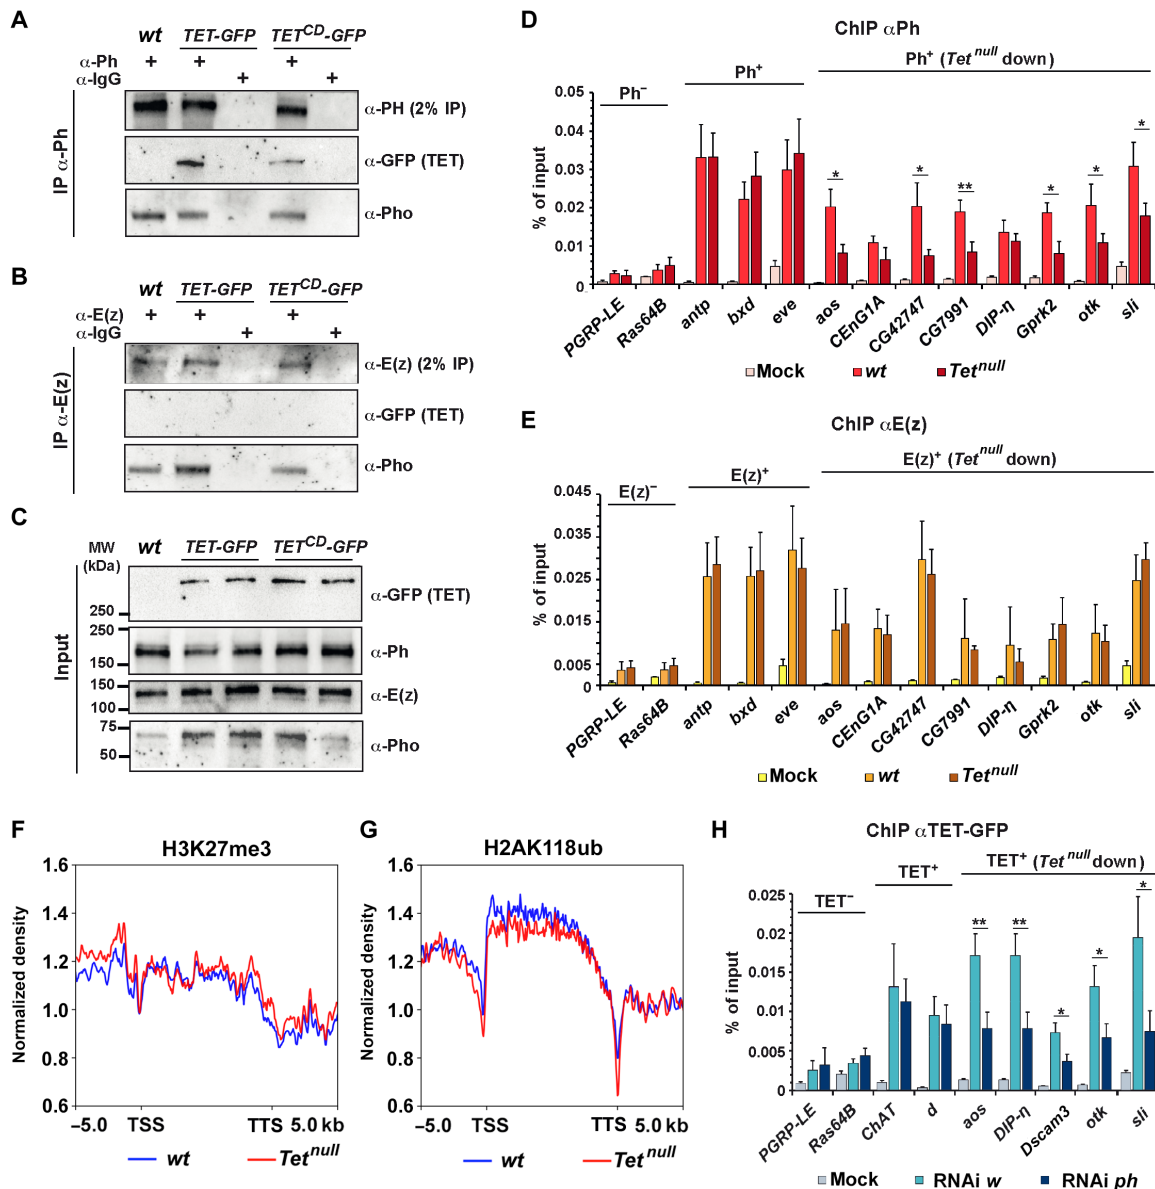 A
wt TET-GFP TET^CD-GFP
α-Ph + + +
α-IgG + +
IP α-Ph
α-PH (2% IP)
α-GFP (TET)
α-Pho
B
wt TET-GFP TET^CD-GFP
α-E(z) + + +
α-IgG + +
IP α-E(z)
α-E(z) (2% IP)
α-GFP (TET)
α-Pho
C
MW (kDa)
wt TET-GFP TET^CD-GFP
Input
250
α-GFP (TET)
250
150
α-Ph
150
100
α-E(z)
75
50
α-Pho
D
ChIP αPh
Ph⁻
Ph⁺
Ph⁺ (Tet^null down)
% of input
0.05
0.04
0.03
0.02
0.01
0
* * ** * * *
PGRP-LE Ras64B antp bxd eve aos CEnG1A CG42747 CG7991 DIP-η Gprk2 otk sli
Mock wt Tet^null
E
ChIP αE(z)
E(z)⁻
E(z)⁺
E(z)⁺ (Tet^null down)
% of input
0.045
0.035
0.025
0.015
0.005
0
PGRP-LE Ras64B antp bxd eve aos CEnG1A CG42747 CG7991 DIP-η Gprk2 otk sli
Mock wt Tet^null
F
H3K27me3
Normalized density
1.6
1.4
1.2
1.0
0.8
0.6
−5.0 TSS TTS 5.0 kb
wt Tet^null
G
H2AK118ub
Normalized density
1.6
1.4
1.2
1.0
0.8
0.6
−5.0 TSS TTS 5.0 kb
wt Tet^null
H
ChIP αTET-GFP
TET⁻
TET⁺
TET⁺ (Tet^null down)
% of input
0.025
0.02
0.015
0.01
0.005
0
** ** * * *
PGRP-LE Ras64B ChAT d aos DIP-η Dscam3 otk sli
Mock RNAi w RNAi ph